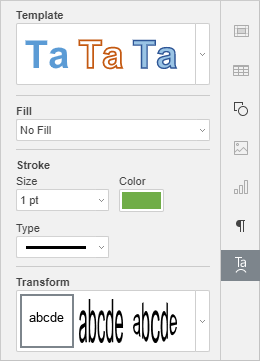 Template
Ta Ta Ta
Fill
No Fill
Stroke
Size Color
1 pt
Type
Transform
abcde abcde abcde
¶
Ta